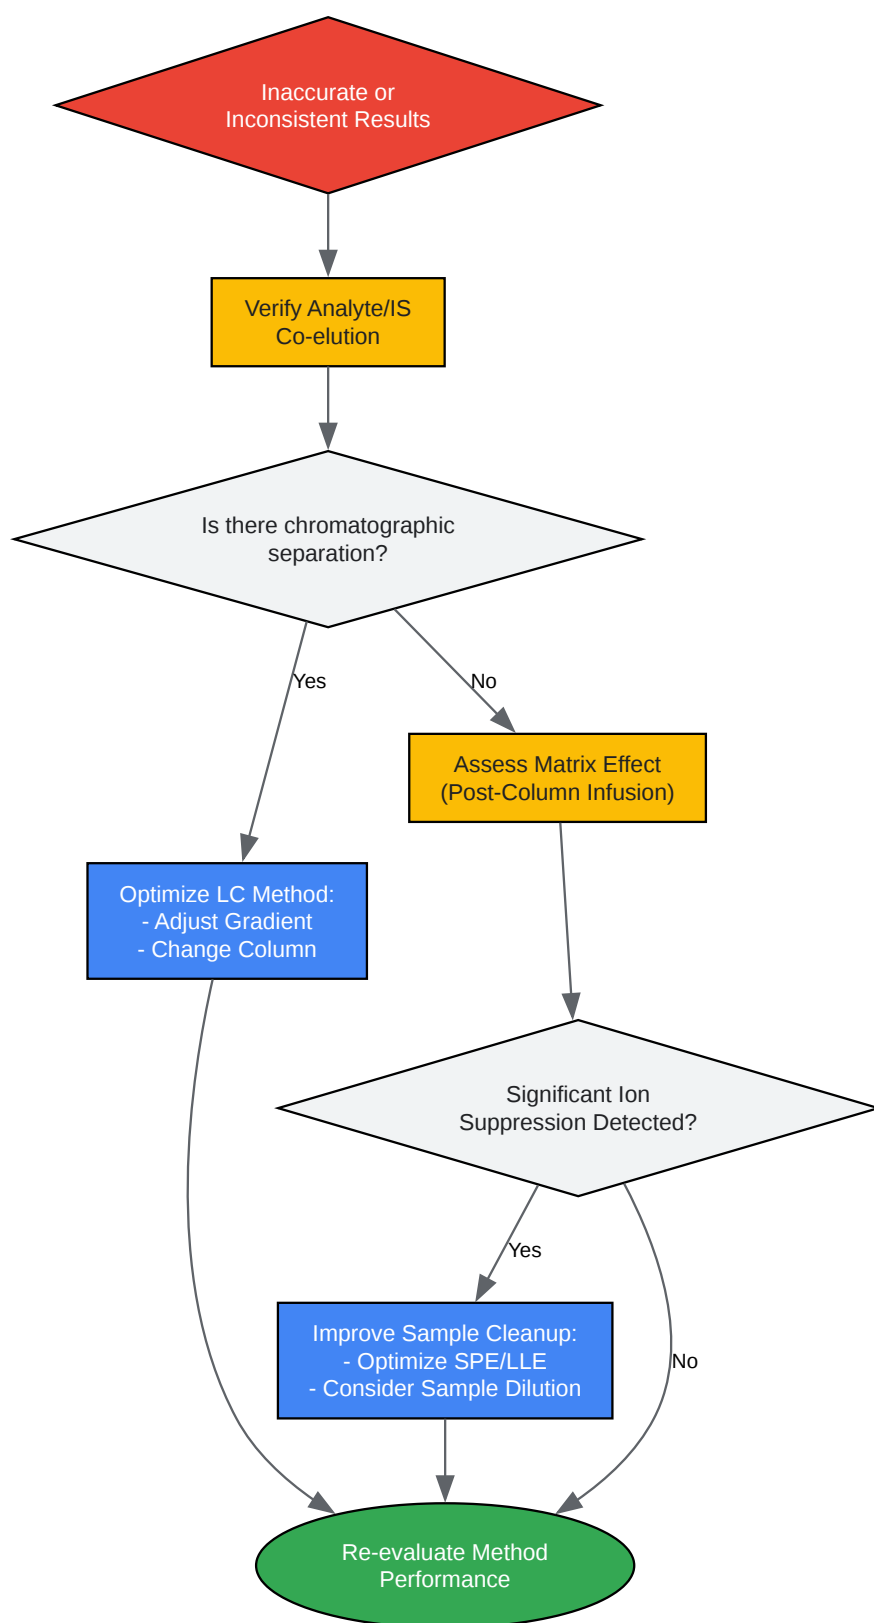 Inaccurate or
Inconsistent Results
Verify Analyte/IS
Co-elution
Is there chromatographic
separation?
Yes
No
Assess Matrix Effect
(Post-Column Infusion)
Optimize LC Method:
- Adjust Gradient
- Change Column
Significant Ion
Suppression Detected?
Yes
Improve Sample Cleanup:
- Optimize SPE/LLE
- Consider Sample Dilution
No
Re-evaluate Method
Performance